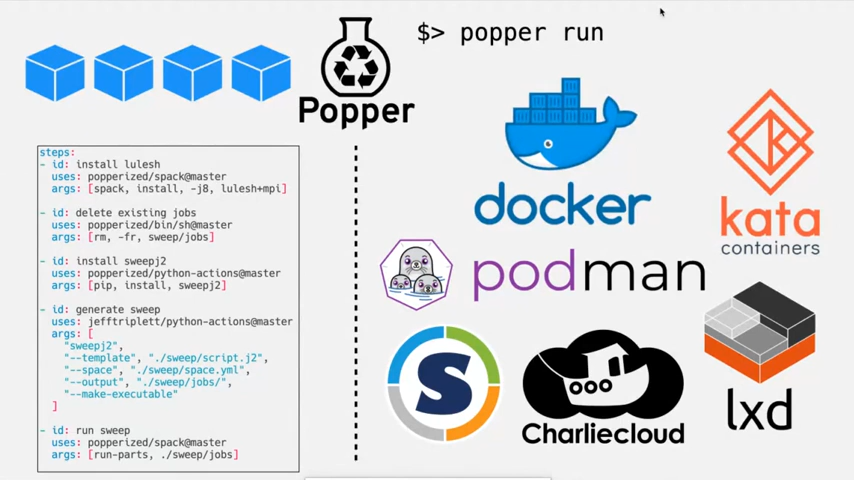 $> popper run
Popper
steps:
- id: install lulesh
uses: popperized/spack@master
args: [spack, install, -j8, lulesh+mpi]
- id: delete existing jobs
uses: popperized/bin/sh@master
args: [rm, -fr, sweep/jobs]
- id: install sweepj2
uses: popperized/python-actions@master
args: [pip, install, sweepj2]
- id: generate sweep
uses: jefftriplett/python-actions@master
args: [
"sweepj2",
"--template", "./sweep/script.j2",
"--space", "./sweep/space.yml",
"--output", "./sweep/jobs/",
"--make-executable"
]
- id: run sweep
uses: popperized/spack@master
args: [run-parts, ./sweep/jobs]
docker
kata
containers
podman
S
Charliecloud
lxd